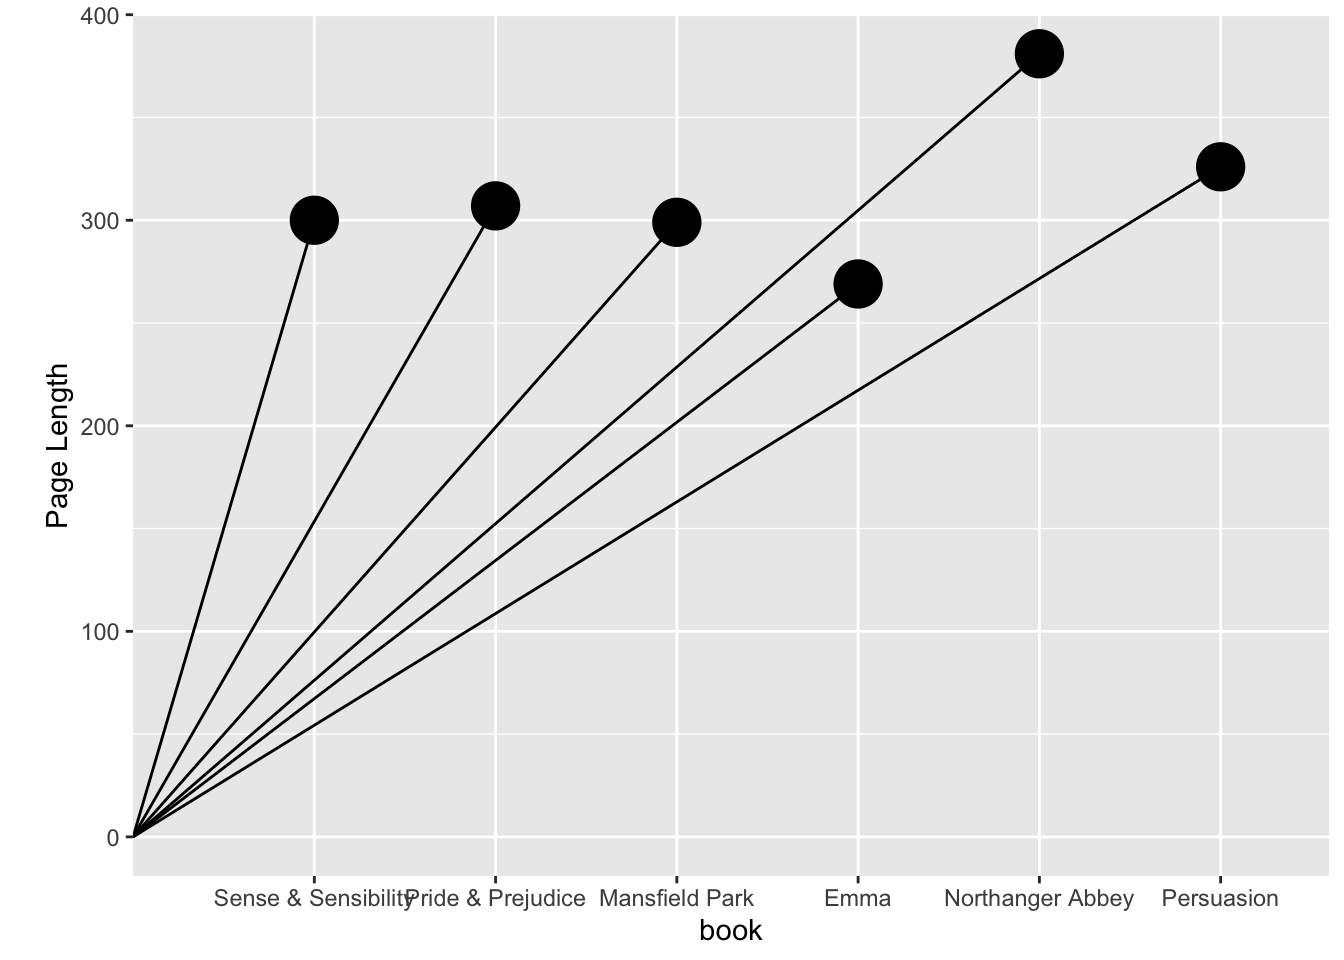 400
300
200
100
0
Page Length
Sense & Sensibility
Pride & Prejudice
Mansfield Park
Emma
Northanger Abbey
Persuasion
book